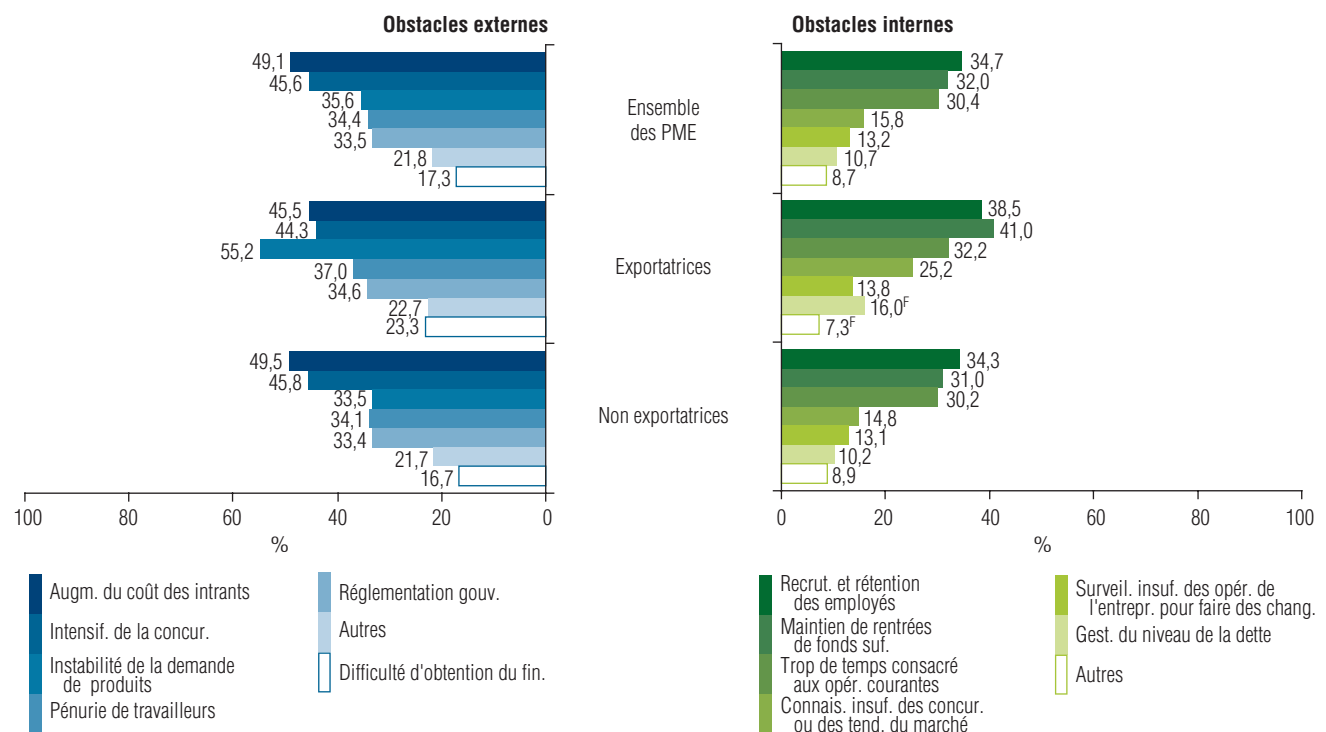 Obstacles externes
49,1
45,6
35,6
34,4
33,5
21,8
17,3
45,5
44,3
55,2
37,0
34,6
22,7
23,3
49,5
45,8
33,5
34,1
33,4
21,7
16,7
100 80 60 40 20 0
%
Ensemble
des PME
Exportatrices
Non exportatrices
Obstacles internes
34,7
32,0
30,4
15,8
13,2
10,7
8,7
38,5
41,0
32,2
25,2
13,8
16,0F
7,3F
34,3
31,0
30,2
14,8
13,1
10,2
8,9
0 20 40 60 80 100
%
Augm. du coût des intrants
Intensif. de la concur.
Instabilité de la demande
de produits
Pénurie de travailleurs
Réglementation gouv.
Autres
Difficulté d'obtention du fin.
Recrut. et rétention
des employés
Maintien de rentrées
de fonds suf.
Trop de temps consacré
aux opér. courantes
Connais. insuf. des concur.
ou des tend. du marché
Surveil. insuf. des opér. de
l'entrepr. pour faire des chang.
Gest. du niveau de la dette
Autres